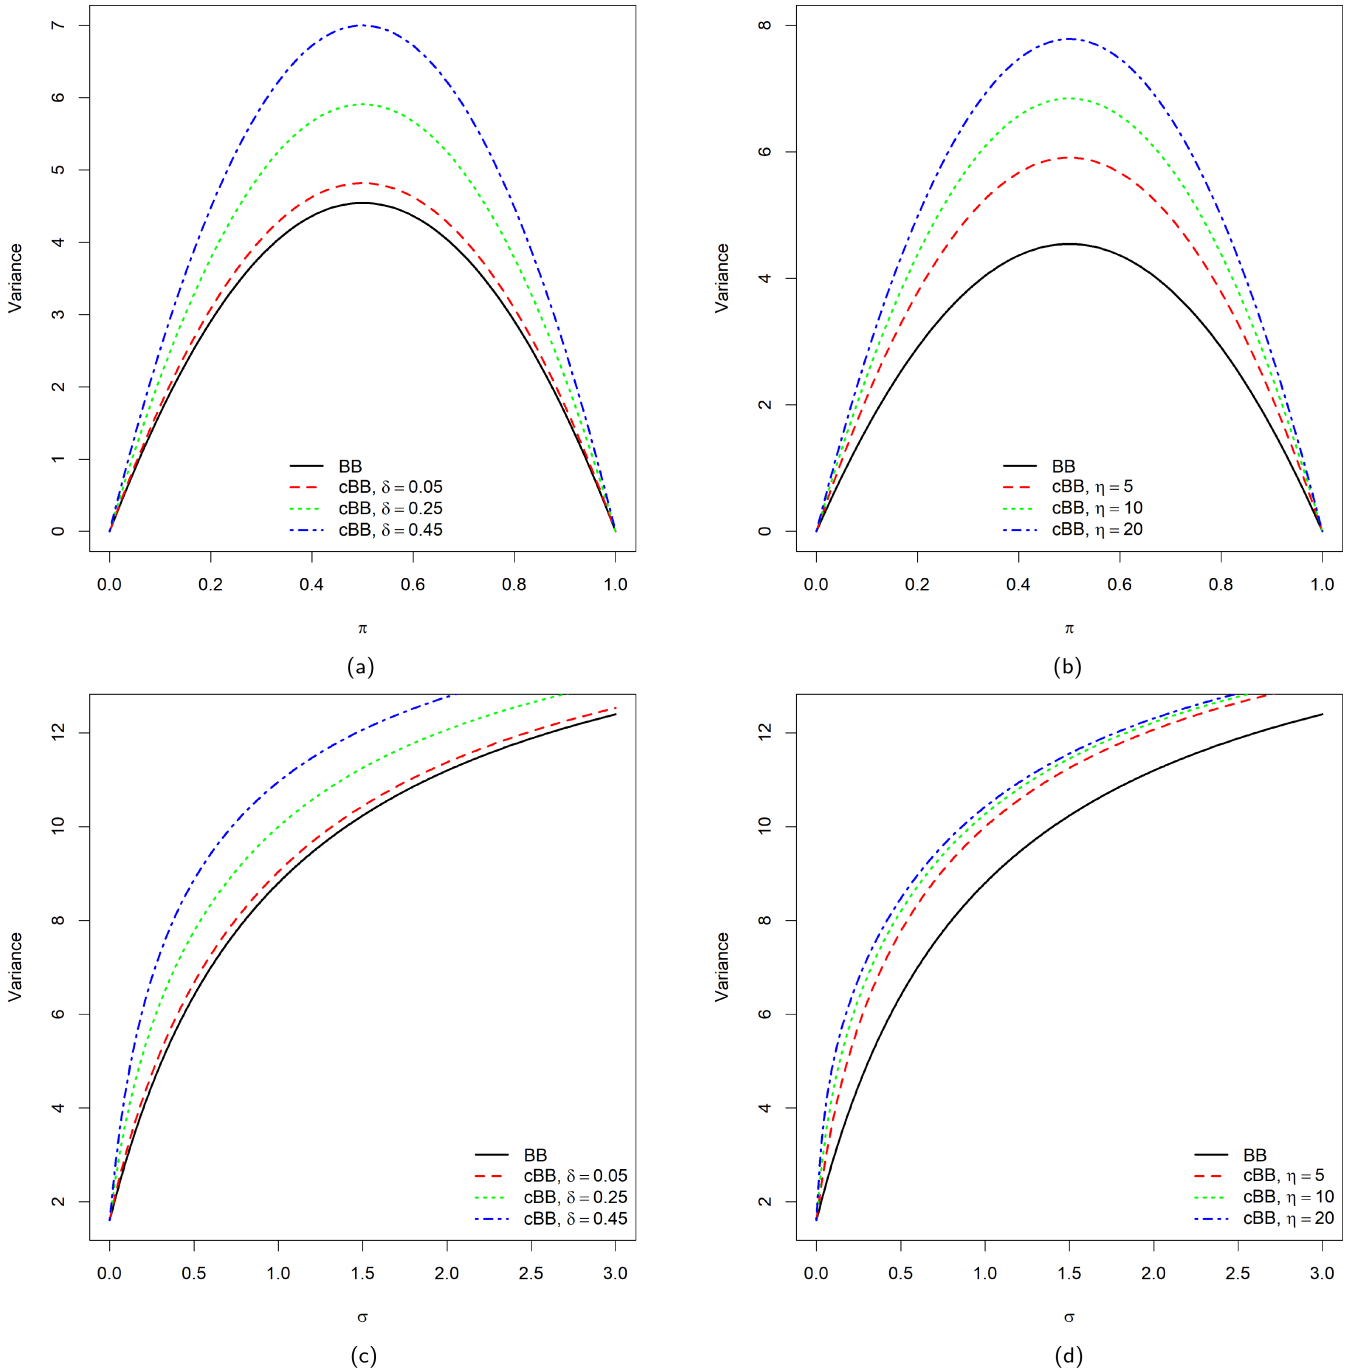 7
6
5
4
3
2
1
0
Variance
BB
cBB, δ = 0.05
cBB, δ = 0.25
cBB, δ = 0.45
0.0 0.2 0.4 0.6 0.8 1.0
π
(a)
8
6
4
2
0
Variance
BB
cBB, η = 5
cBB, η = 10
cBB, η = 20
0.0 0.2 0.4 0.6 0.8 1.0
π
(b)
12
10
8
6
4
2
Variance
BB
cBB, δ = 0.05
cBB, δ = 0.25
cBB, δ = 0.45
0.0 0.5 1.0 1.5 2.0 2.5 3.0
σ
(c)
12
10
8
6
4
2
Variance
BB
cBB, η = 5
cBB, η = 10
cBB, η = 20
0.0 0.5 1.0 1.5 2.0 2.5 3.0
σ
(d)